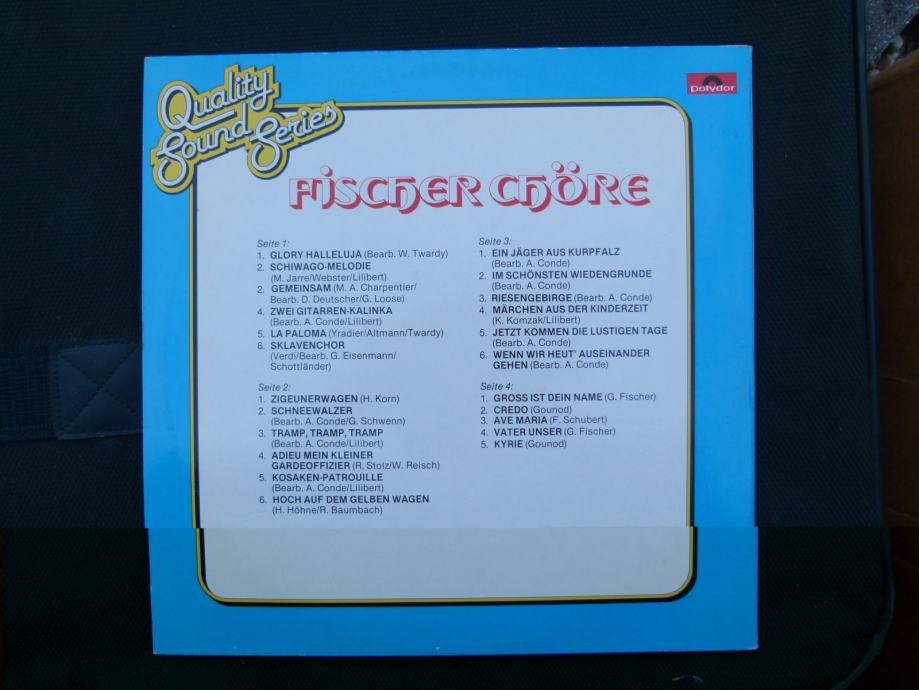 Quality
Sound
Series
Polydor
FISCHER CHÖRE
Seite 1:
1. GLORY HALLELUJA (Bearb. W. Twardy)
2. SCHIWAGO-MELODIE
(M. Jarre/Webster/Lilibert)
2. GEMEINSAM (M. A. Charpentier/
Bearb. D. Deutscher/G. Loose)
4. ZWEI GITARREN-KALINKA
(Bearb. A. Conde/Lilibert)
5. LA PALOMA (Yradier/Altmann/Twardy)
6. SKLAVENCHOR
(Verdi/Bearb. G. Eisenmann/
Schottländer)
Seite 2:
1. ZIGEUNERWAGEN (H. Korn)
2. SCHNEEWALZER
(Bearb. A. Conde/G. Schwenn)
3. TRAMP, TRAMP, TRAMP
(Bearb. A. Conde/Lilibert)
4. ADIEU MEIN KLEINER
GARDEOFFIZIER (R. Stolz/W. Reisch)
5. KOSAKEN-PATROUILLE
(Bearb. A. Conde/Lilibert)
6. HOCH AUF DEM GELBEN WAGEN
(H. Höhne/R. Baumbach)
Seite 3:
1. EIN JÄGER AUS KURPFALZ
(Bearb. A. Conde)
2. IM SCHÖNSTEN WIEDENGRUNDE
(Bearb. A. Conde)
3. RIESENGEBIRGE (Bearb. A. Conde)
4. MÄRCHEN AUS DER KINDERZEIT
(K. Komzak/Lilibert)
5. JETZT KOMMEN DIE LUSTIGEN TAGE
(Bearb. A. Conde)
6. WENN WIR HEUT' AUSEINANDER
GEHEN (Bearb. A. Conde)
Seite 4:
1. GROSS IST DEIN NAME (G. Fischer)
2. CREDO (Gounod)
3. AVE MARIA (F. Schubert)
4. VATER UNSER (G. Fischer)
5. KYRIE (Gounod)